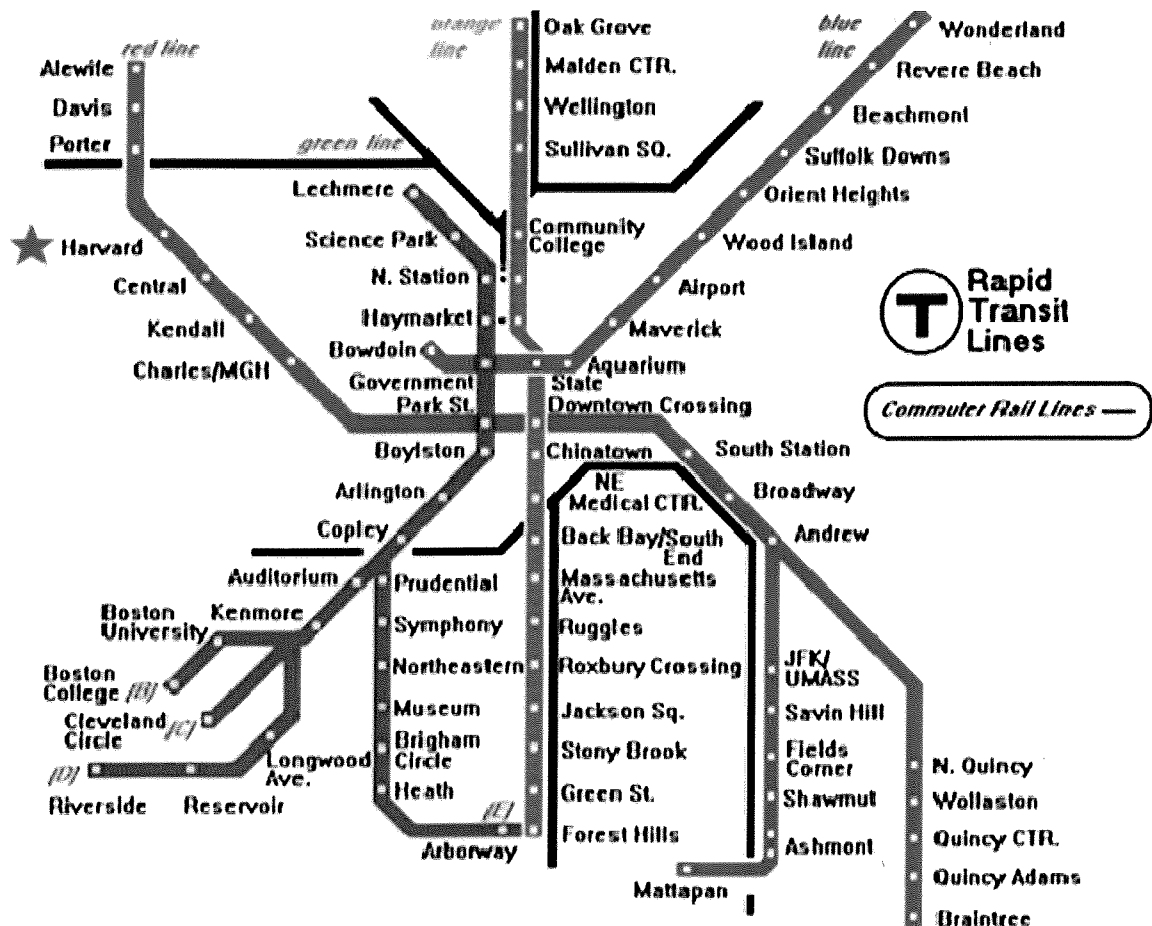 red line
Alewife
Davis
Porter
Harvard
Central
Kendall
Charles/MGH
orange
line
Oak Grove
Malden CTR.
Wellington
Sullivan SQ.
Community
College
blue
line
Wonderland
Revere Beach
Beachmont
Suffolk Downs
Orient Heights
Wood Island
Airport
Maverick
Aquarium
State
green line
Lechmere
Science Park
N. Station
Haymarket
Bowdoin
Government
Park St.
Downtown Crossing
Boylston
Chinatown
South Station
Arlington
NE
Medical CTR.
Broadway
Copley
Back Bay/South
End
Andrew
Auditorium
Prudential
Massachusetts
Ave.
Boston
University
Kenmore
Symphony
Ruggles
Boston
College (B)
Northeastern
Roxbury Crossing
JFK/
UMASS
Cleveland
Circle (C)
Museum
Jackson Sq.
Savin Hill
Longwood
Ave.
Brigham
Circle
Stony Brook
Fields
Corner
N. Quincy
(D)
Riverside
Reservoir
Heath
Green St.
Shawmut
Wollaston
(E)
Arborway
Forest Hills
Ashmont
Quincy CTR.
Mattapan
Quincy Adams
Braintree
T
Rapid
Transit
Lines
Commuter Rail Lines